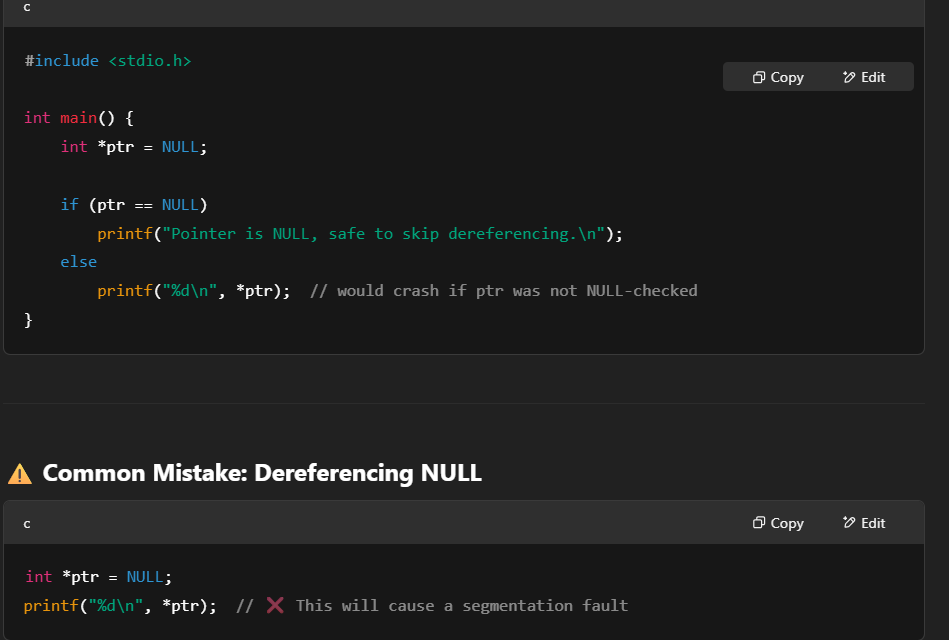 c
#include <stdio.h>
Copy Edit
int main() {
    int *ptr = NULL;
    if (ptr == NULL)
        printf("Pointer is NULL, safe to skip dereferencing.\n");
    else
        printf("%d\n", *ptr);  // would crash if ptr was not NULL-checked
}
⚠️ Common Mistake: Dereferencing NULL
c Copy Edit
int *ptr = NULL;
printf("%d\n", *ptr);  // ❌ This will cause a segmentation fault